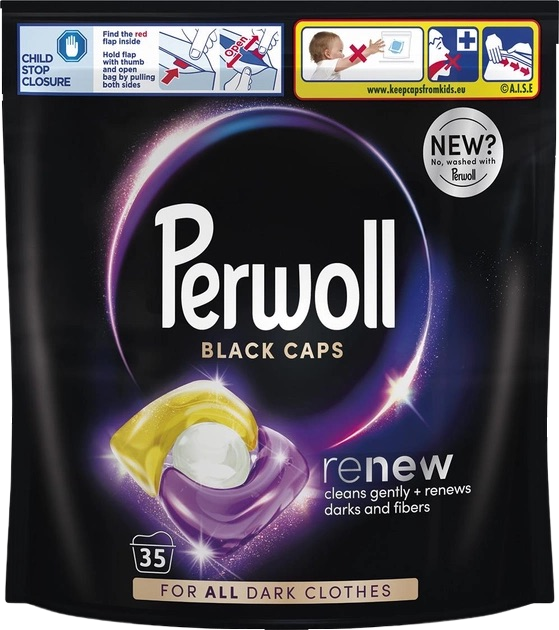 CHILD
STOP
CLOSURE
Find the red
flap inside
Hold flap
with thumb
and open
bag by pulling
both sides
Open
www.keepcapsfromkids.eu
© A.I.S.E
NEW?
No, washed with
Perwoll
Perwoll
BLACK CAPS
renew
cleans gently + renews
darks and fibers
35
FOR ALL DARK CLOTHES